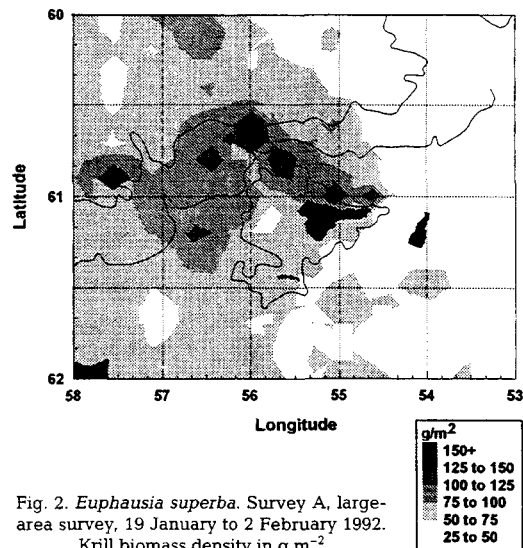 60
61
62
Latitude
58 57 56 55 54 53
Longitude
g/m²
150+
125 to 150
100 to 125
75 to 100
50 to 75
25 to 50
Fig. 2. Euphausia superba. Survey A, large-
area survey, 19 January to 2 February 1992.
Krill biomass density in g m⁻²